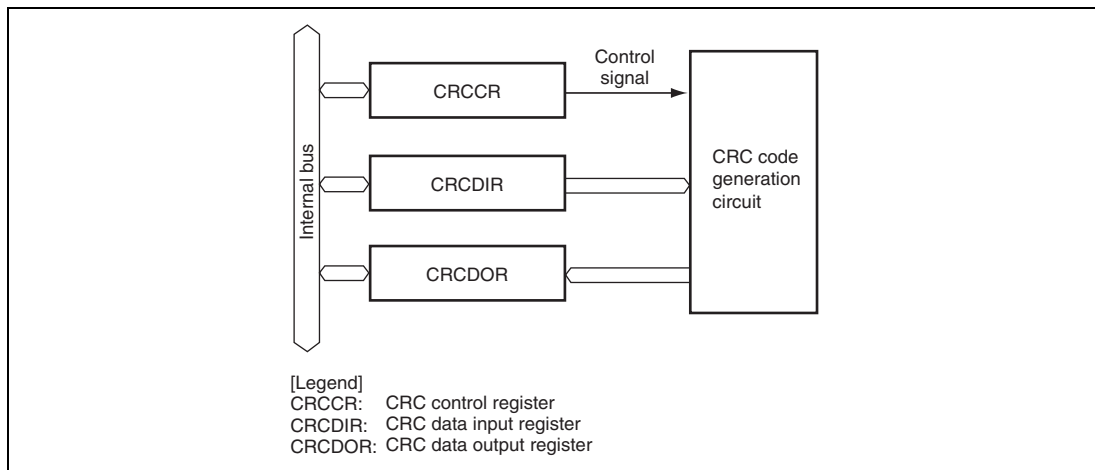 Control
signal
CRCCR
Internal bus
CRCDIR
CRC code
generation
circuit
CRCDOR
[Legend]
CRCCR: CRC control register
CRCDIR: CRC data input register
CRCDOR: CRC data output register